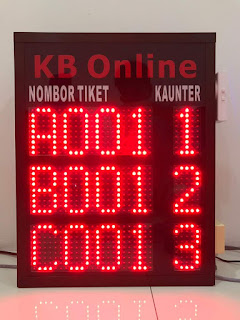 KB Online
NOMBOR TIKET KAUNTER
A001 1
B001 2
C001 3